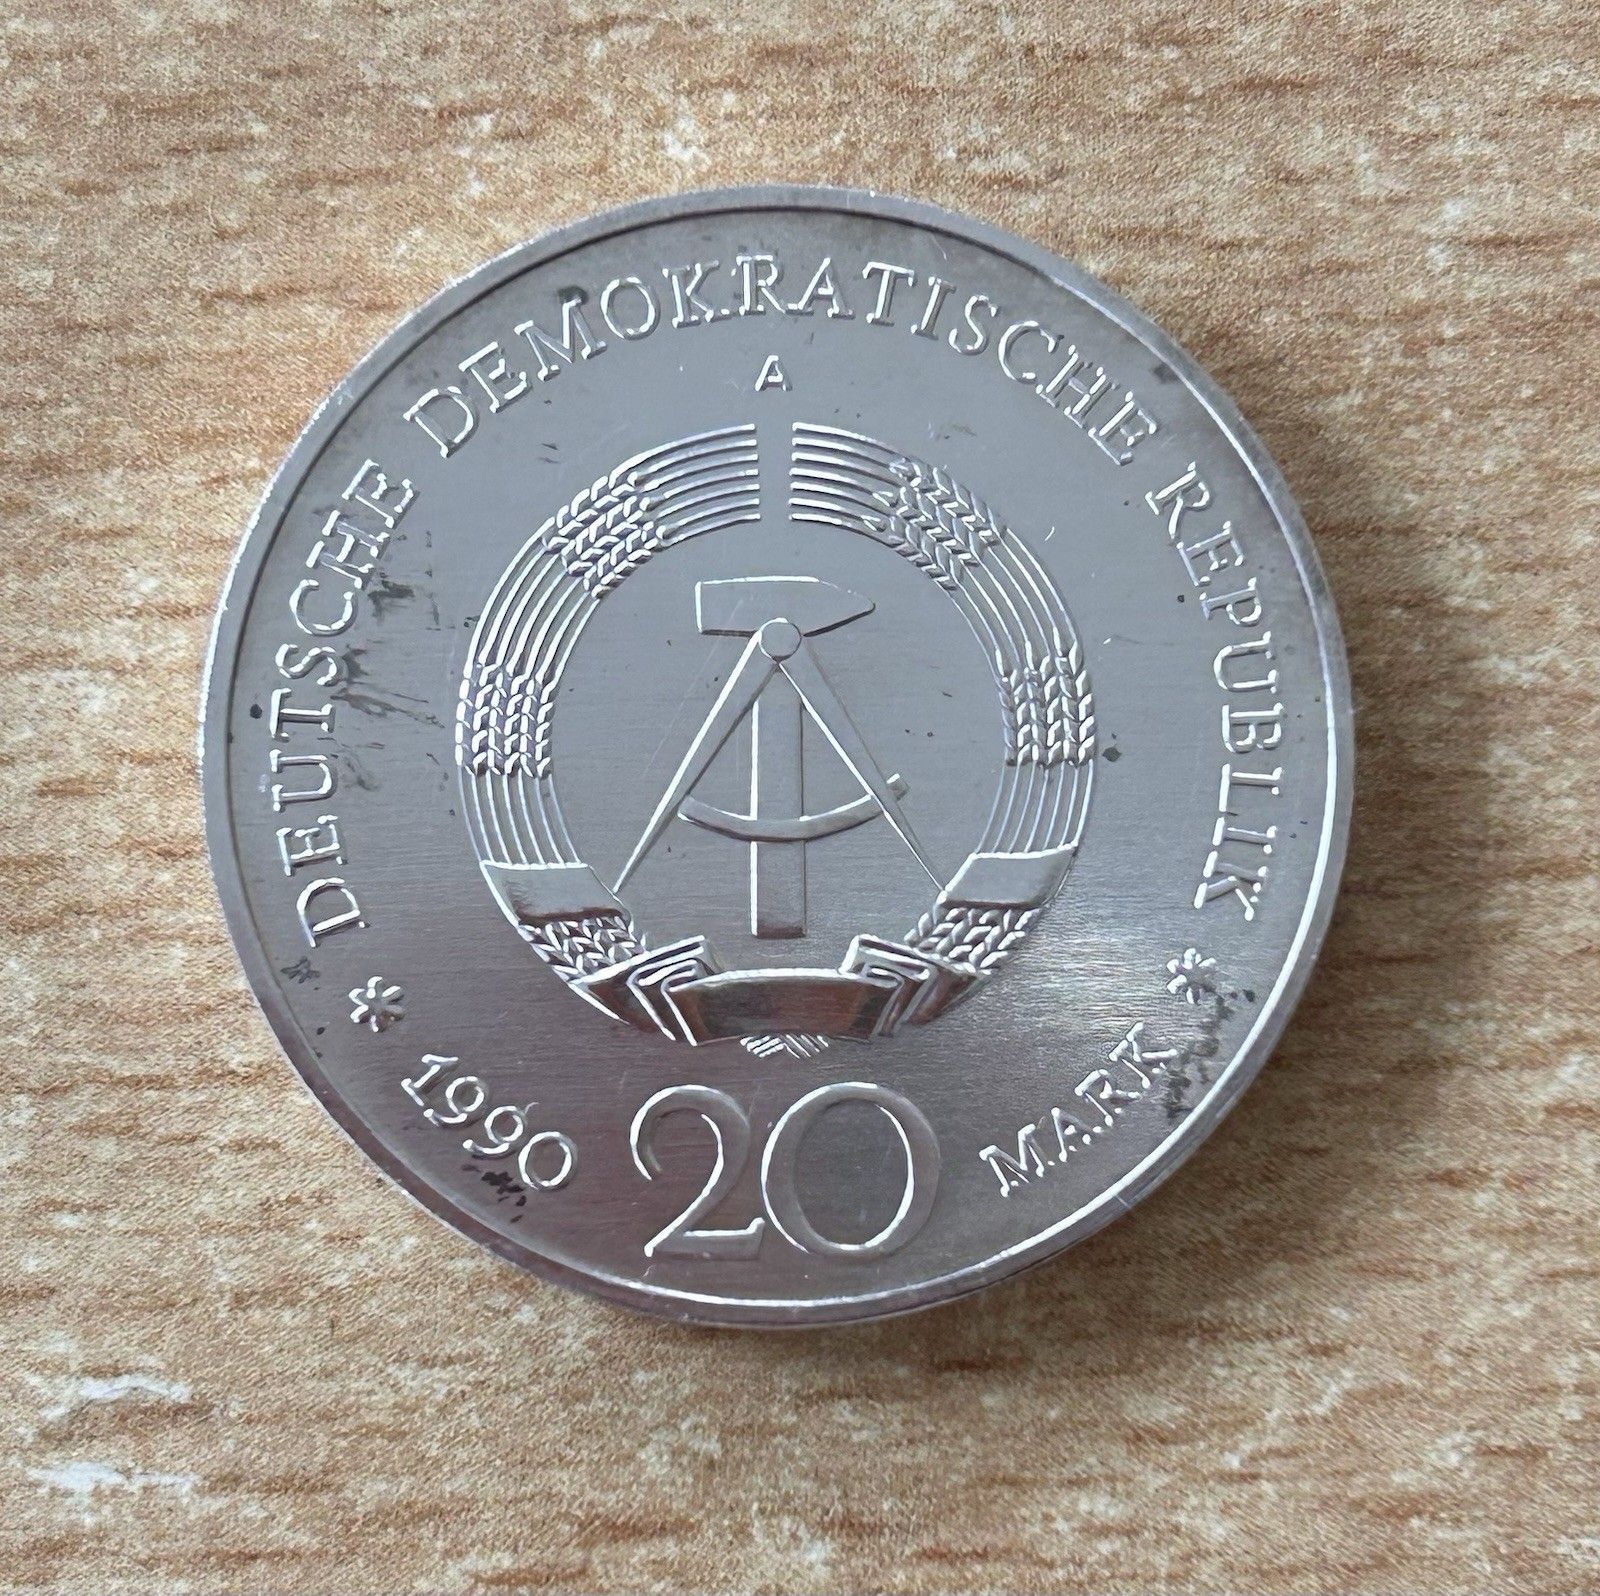 DEUTSCHE DEMOKRATISCHE REPUBLIK
A
1990
20
MARK